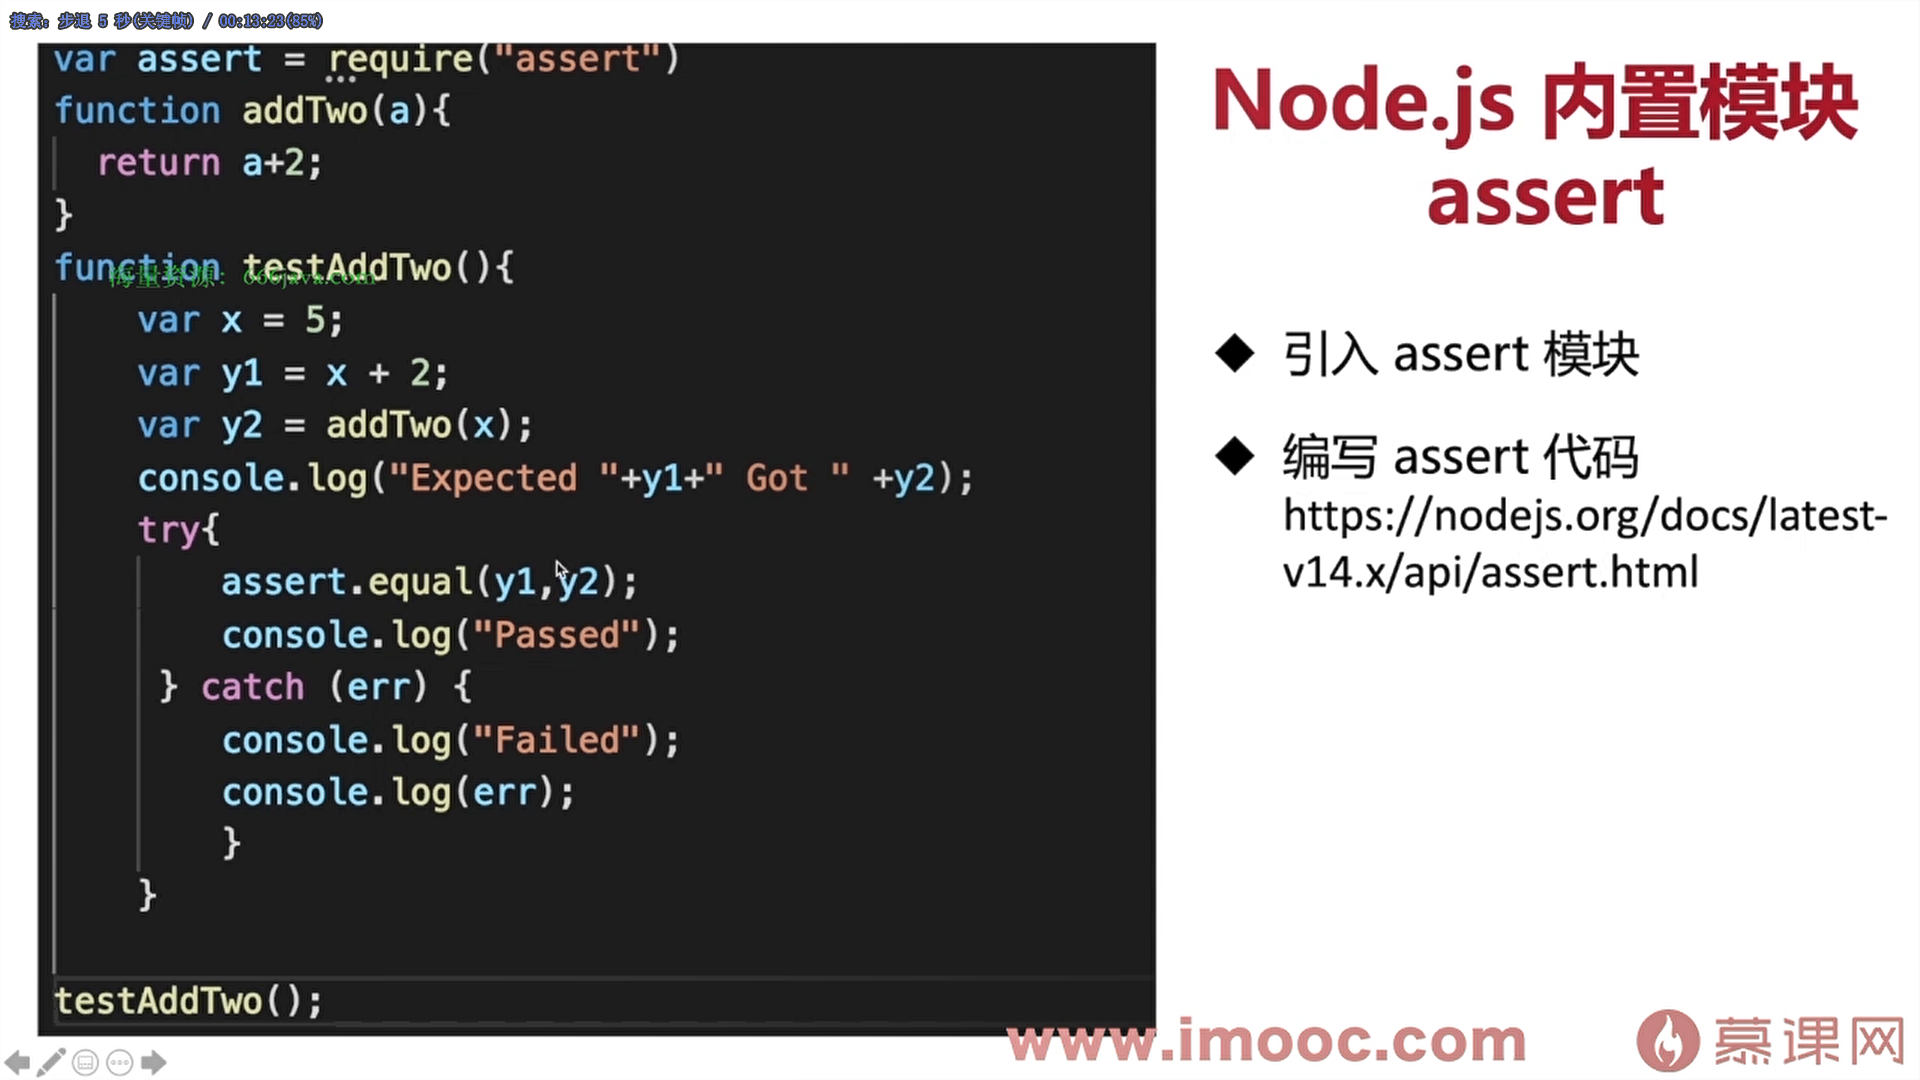 搜索: 步退 5 秒(关键帧) / 00:13:23(85%)
var assert = require("assert")
function addTwo(a){
return a+2;
}
function testAddTwo(){
海量资源: 666java.com
var x = 5;
var y1 = x + 2;
var y2 = addTwo(x);
console.log("Expected "+y1+" Got " +y2);
try{
assert.equal(y1,y2);
console.log("Passed");
} catch (err) {
console.log("Failed");
console.log(err);
}
}
testAddTwo();
Node.js 内置模块
assert
◆ 引入 assert 模块
◆ 编写 assert 代码
https://nodejs.org/docs/latest-
v14.x/api/assert.html
www.imooc.com
慕课网